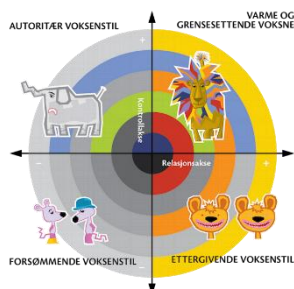 AUTORITÆR VOKSENSTIL
VARME OG
GRENSESETTENDE VOKSNE
+
Kontrollakse
Relasjonsakse
−
+
−
FORSØMMENDE VOKSENSTIL
ETTERGIVENDE VOKSENSTIL